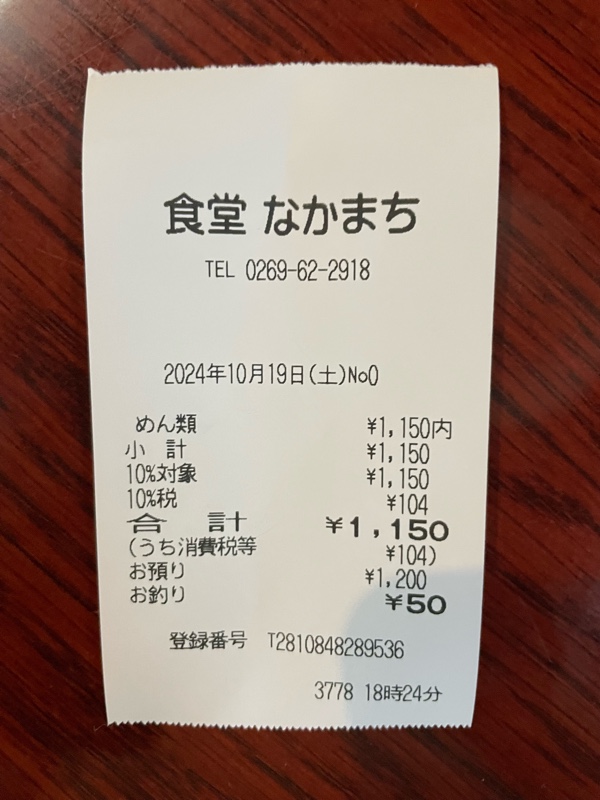 食堂 なかまち
TEL 0269-62-2918
2024年10月19日(土)No0
めん類 ¥1,150内
小 計 ¥1,150
10%対象 ¥1,150
10%税 ¥104
合 計 ¥1,150
(うち消費税等 ¥104)
お預り ¥1,200
お釣り ¥50
登録番号 T2810848289536
3778 18時24分